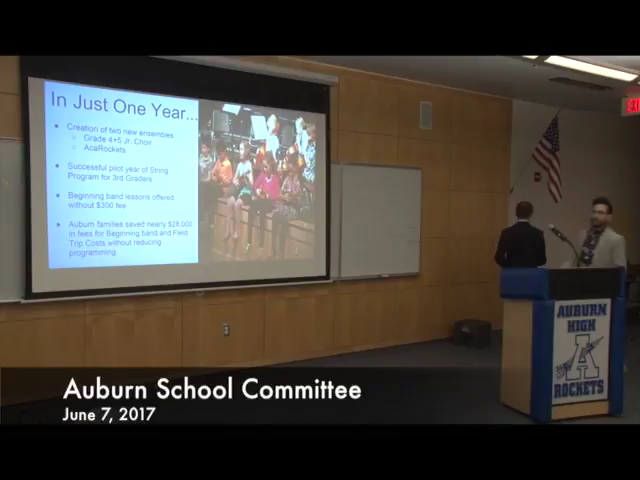 In Just One Year...
Creation of two new ensembles
Grade 4+5 Jr. Choir
AcaRockets
Successful pilot year of String
Program for 3rd Graders
Beginning band lessons offered
without $300 fee
Auburn families saved nearly $28,000
in fees for Beginning band and Field
Trip Costs without reducing
programming
EXI
AUBURN
HIGH
A
ROCKETS
Auburn School Committee
June 7, 2017